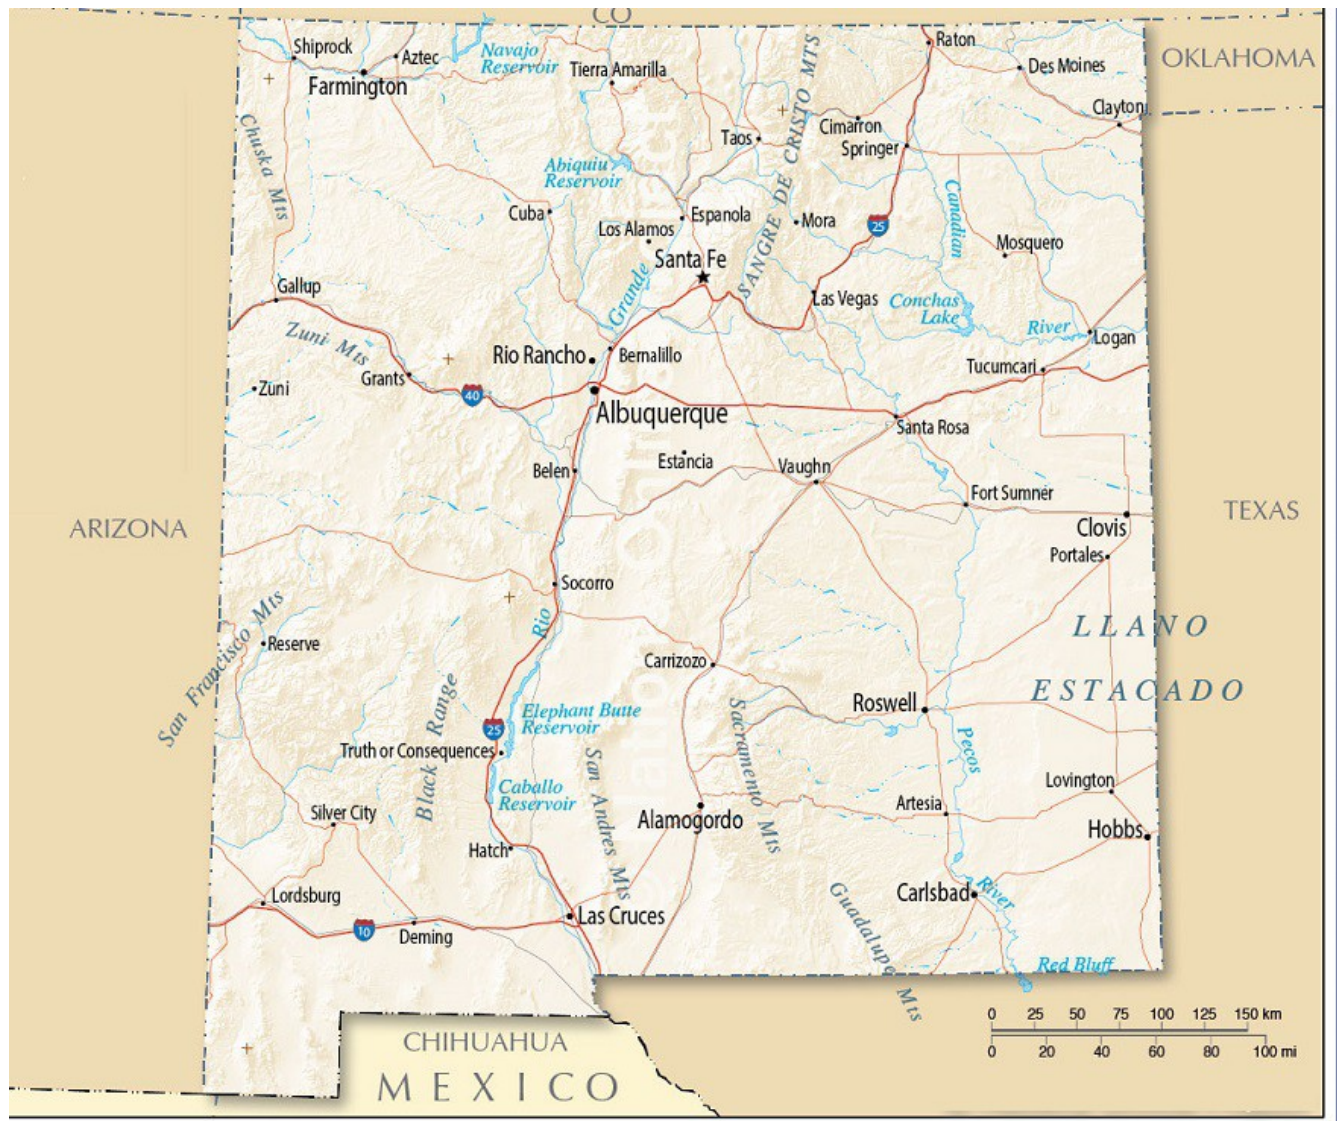 CO
OKLAHOMA
Shiprock
Aztec
Farmington
Navajo
Reservoir
Tierra Amarilla
Raton
Des Moines
Clayton
Chuska Mts
SANGRE DE CRISTO MTS
Taos
Cimarron
Springer
Abiquiu
Reservoir
Canadian
Cuba
Espanola
Los Alamos
Mora
25
Mosquero
Santa Fe
Gallup
Grande
Las Vegas
Conchas
Lake
River
Logan
Zuni Mts
Rio Rancho
Bernalillo
Tucumcari
Grants
Zuni
40
Albuquerque
Santa Rosa
Belen
Estancia
Vaughn
Fort Sumner
Clovis
ARIZONA
TEXAS
Portales
Socorro
Rio
San Francisco Mts
Reserve
LLANO
ESTACADO
Carrizozo
Black Range
Roswell
Elephant Butte
Reservoir
25
Truth or Consequences
San Andres Mts
Sacramento Mts
Pecos
Caballo
Reservoir
Lovington
Silver City
Alamogordo
Artesia
Hobbs
Hatch
Lordsburg
Las Cruces
Carlsbad
River
10
Deming
Guadalupe Mts
Red Bluff
0 25 50 75 100 125 150 km
0 20 40 60 80 100 mi
CHIHUAHUA
MEXICO